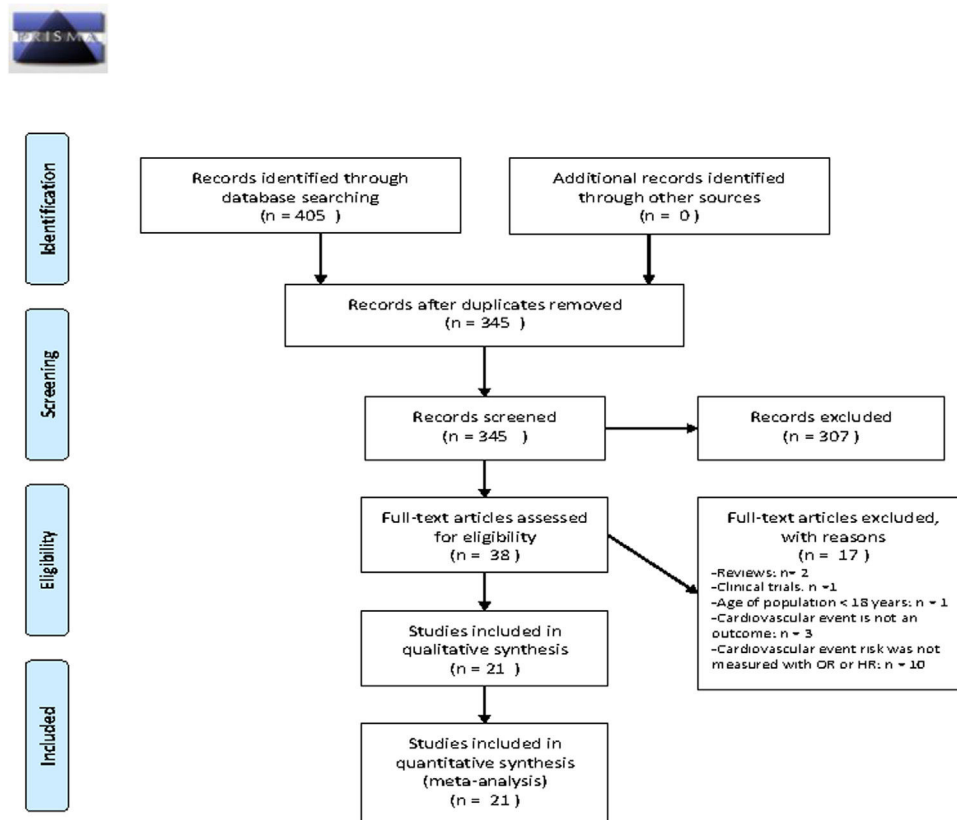 PRISMA
Identification
Records identified through
database searching
(n = 405 )
Additional records identified
through other sources
(n = 0 )
Records after duplicates removed
(n = 345 )
Screening
Records screened
(n = 345 )
Records excluded
(n = 307 )
Eligibility
Full-text articles assessed
for eligibility
(n = 38 )
Full-text articles excluded,
with reasons
(n = 17 )
-Reviews: n= 2
-Clinical trials: n =1
-Age of population < 18 years: n = 1
-Cardiovascular event is not an
outcome: n = 3
-Cardiovascular event risk was not
measured with OR or HR: n = 10
Studies included in
qualitative synthesis
(n = 21 )
Included
Studies included in
quantitative synthesis
(meta-analysis)
(n = 21 )